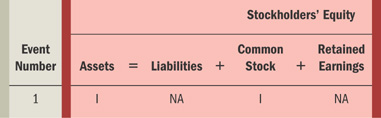 Stockholders' Equity
Event Common Retained
Number Assets = Liabilities + Stock + Earnings
1 I NA I NA